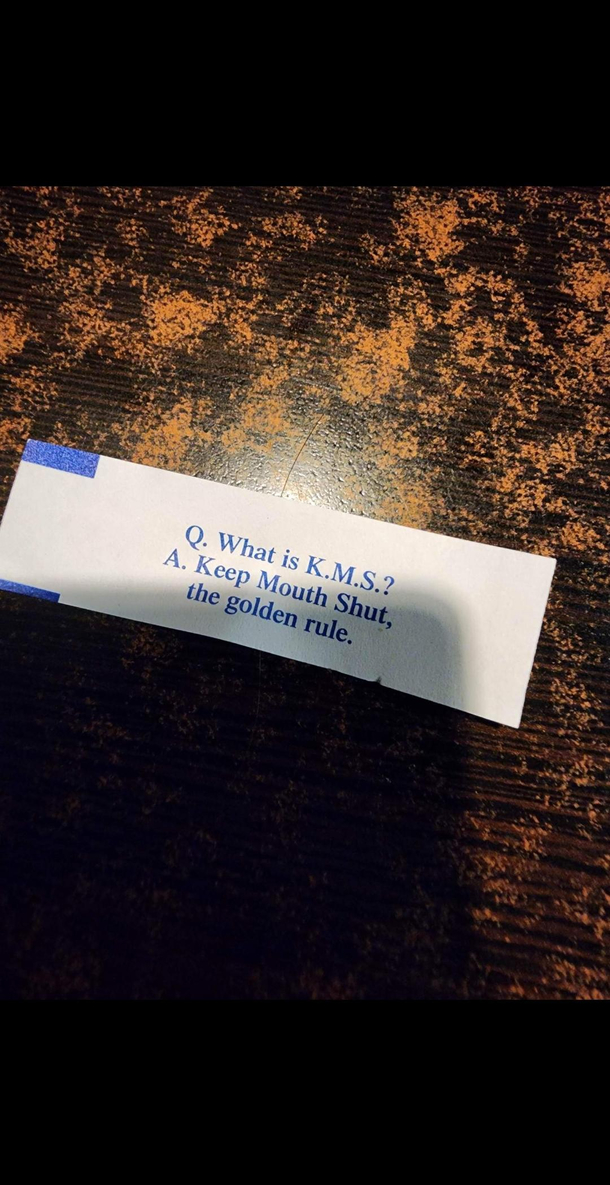 Q. What is K.M.S.?
A. Keep Mouth Shut,
the golden rule.